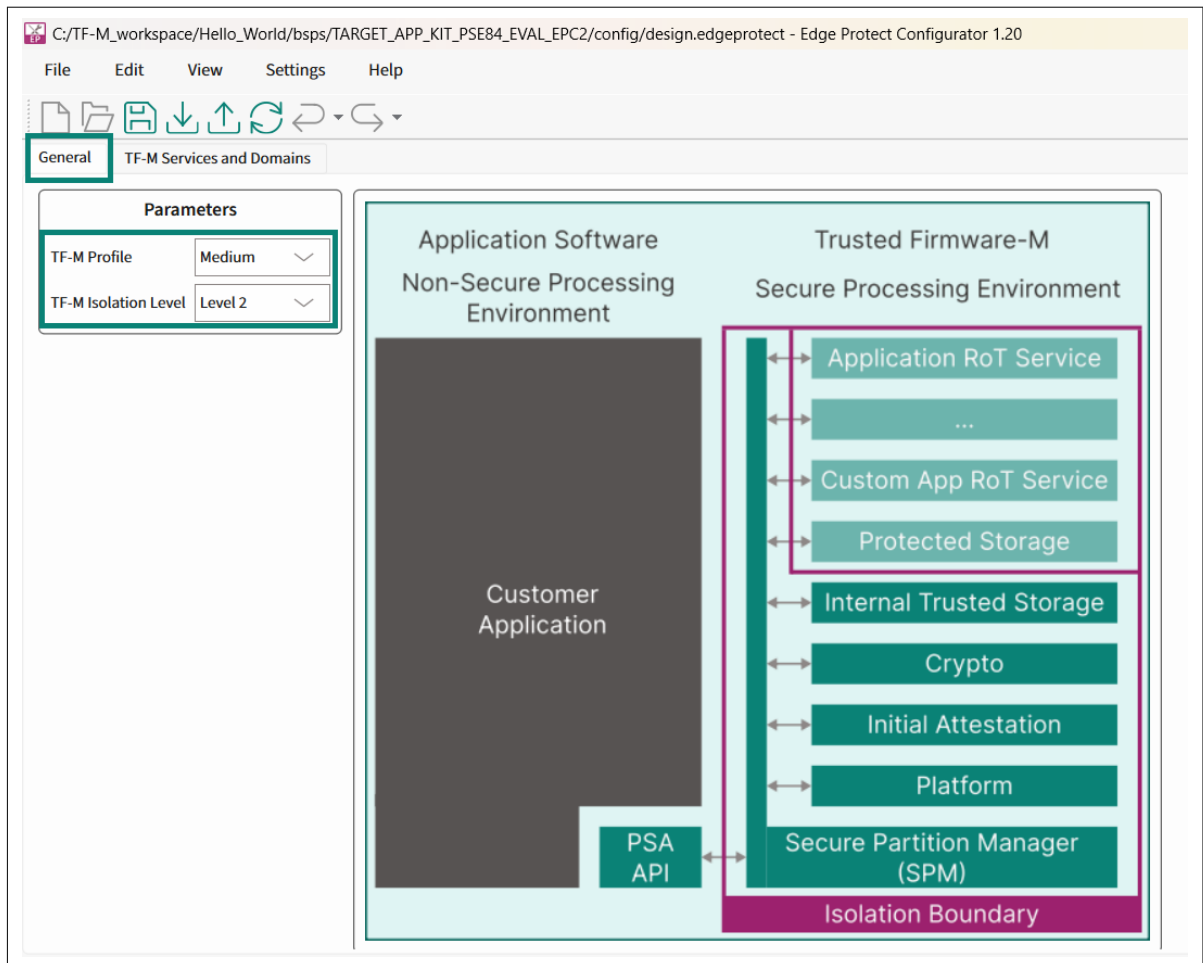 EP
C:/TF-M_workspace/Hello_World/bsps/TARGET_APP_KIT_PSE84_EVAL_EPC2/config/design.edgeprotect - Edge Protect Configurator 1.20
File Edit View Settings Help
General TF-M Services and Domains
Parameters
TF-M Profile Medium
TF-M Isolation Level Level 2
Application Software
Non-Secure Processing
Environment
Customer
Application
PSA
API
Trusted Firmware-M
Secure Processing Environment
Application RoT Service
...
Custom App RoT Service
Protected Storage
Internal Trusted Storage
Crypto
Initial Attestation
Platform
Secure Partition Manager
(SPM)
Isolation Boundary